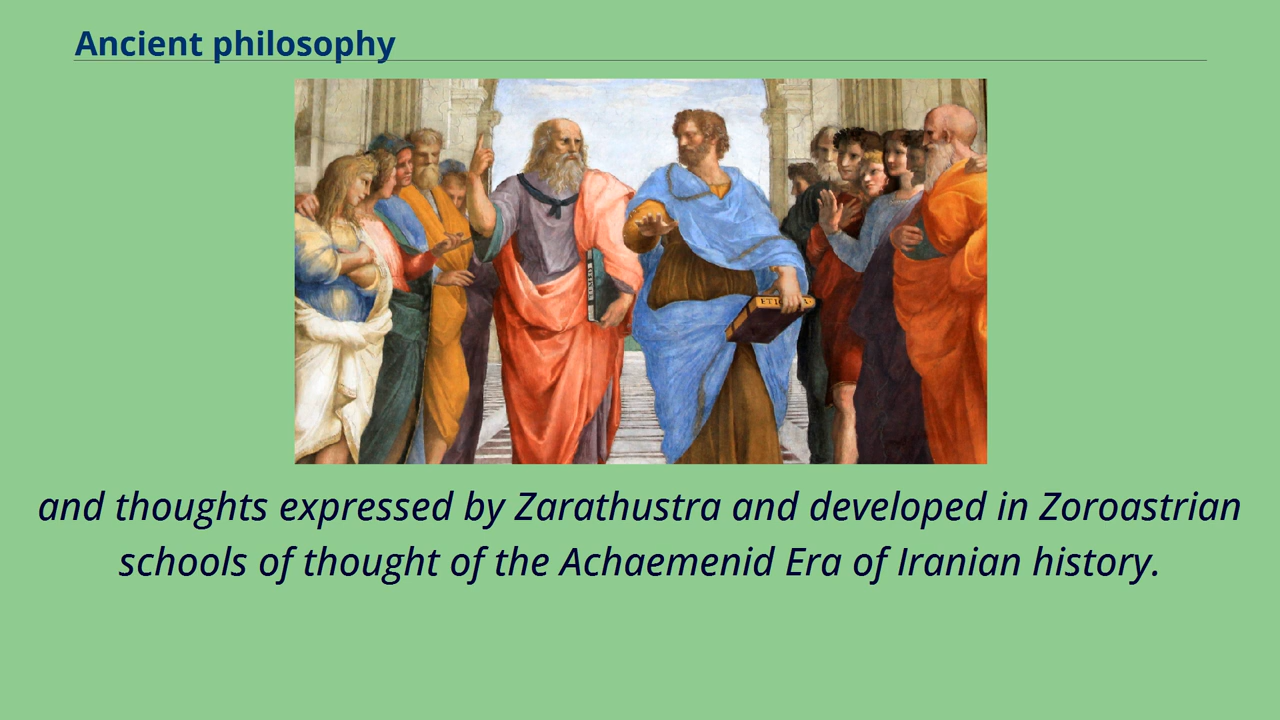 Ancient philosophy
and thoughts expressed by Zarathustra and developed in Zoroastrian
schools of thought of the Achaemenid Era of Iranian history.